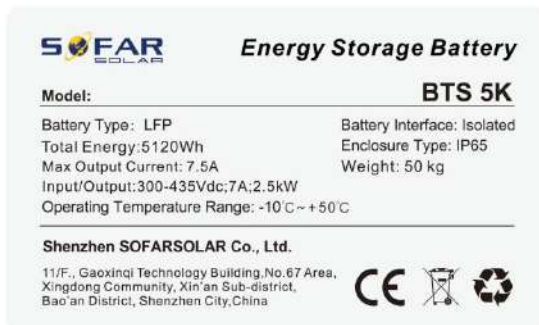 SOFAR
SOLAR
Energy Storage Battery
Model: BTS 5K
Battery Type: LFP
Battery Interface: Isolated
Total Energy:5120Wh
Enclosure Type: IP65
Max Output Current: 7.5A
Weight: 50 kg
Input/Output:300-435Vdc;7A;2.5kW
Operating Temperature Range: -10℃~+50℃
Shenzhen SOFARSOLAR Co., Ltd.
11/F., Gaoxinqi Technology Building,No.67 Area,
Xingdong Community, Xin'an Sub-district,
Bao'an District, Shenzhen City,China
CE